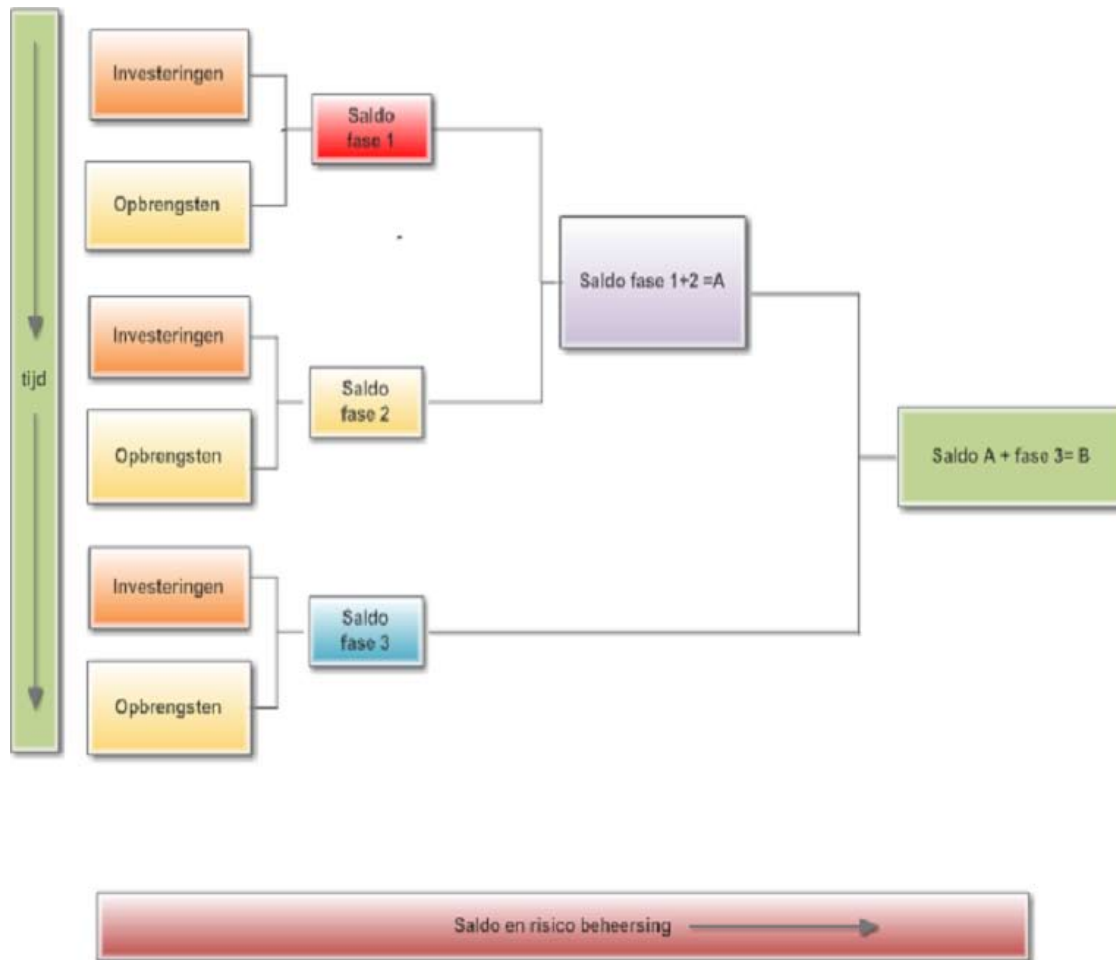 Investeringen
Saldo
fase 1
Opbrengsten
Saldo fase 1+2 =A
Investeringen
tijd
Saldo
fase 2
Opbrengsten
Saldo A + fase 3= B
Investeringen
Saldo
fase 3
Opbrengsten
Saldo en risico beheersing